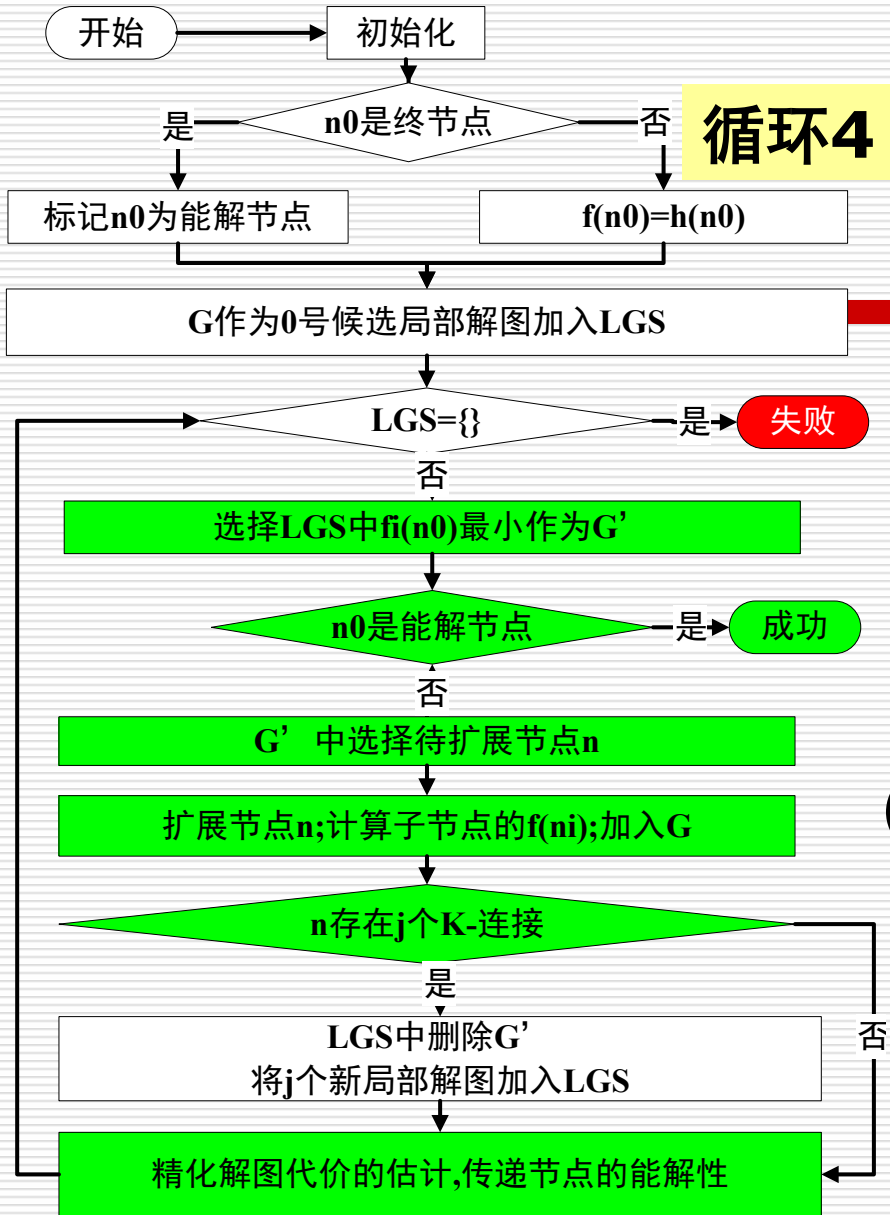 开始
初始化
n0是终节点
是
否
循环4
标记n0为能解节点
f(n0)=h(n0)
G作为0号候选局部解图加入LGS
LGS={}
是
失败
否
选择LGS中fi(n0)最小作为G’
n0是能解节点
是
成功
否
G’ 中选择待扩展节点n
扩展节点n;计算子节点的f(ni);加入G
n存在j个K-连接
是
否
LGS中删除G’
将j个新局部解图加入LGS
精化解图代价的估计,传递节点的能解性